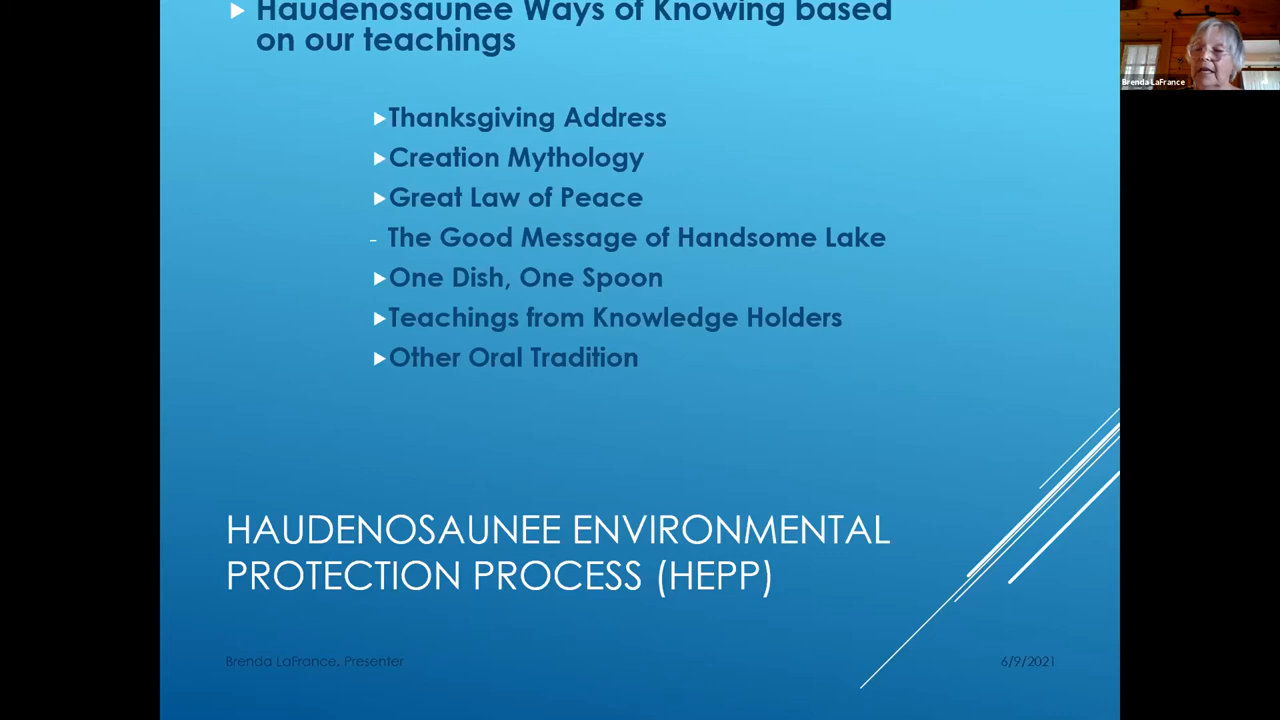 Haudenosaunee Ways of Knowing based
on our teachings
Thanksgiving Address
Creation Mythology
Great Law of Peace
- The Good Message of Handsome Lake
One Dish, One Spoon
Teachings from Knowledge Holders
Other Oral Tradition
HAUDENOSAUNEE ENVIRONMENTAL
PROTECTION PROCESS (HEPP)
Brenda LaFrance, Presenter
6/9/2021
Brenda LaFrance